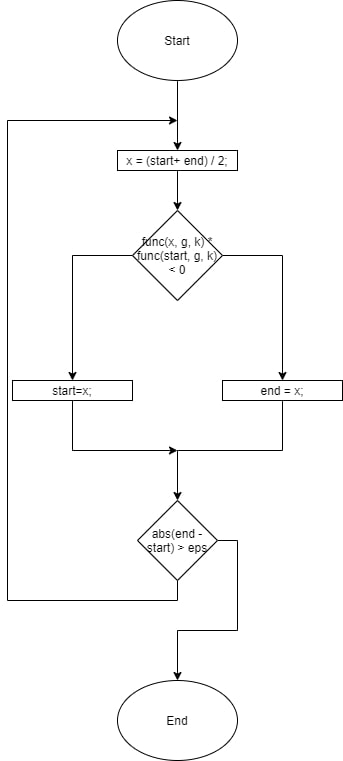 Start
x = (start+ end) / 2;
func(x, g, k) *
func(start, g, k)
< 0
start=x;
end = x;
abs(end -
start) > eps
End